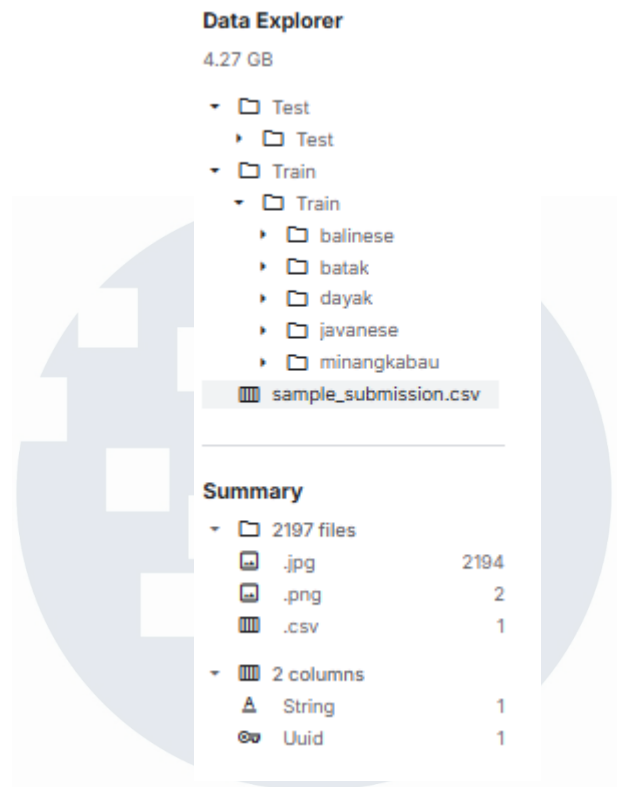 Data Explorer
4.27 GB
Test
Test
Train
Train
balinese
batak
dayak
javanese
minangkabau
sample_submission.csv
Summary
2197 files
.jpg 2194
.png 2
.csv 1
2 columns
A String 1
Uuid 1